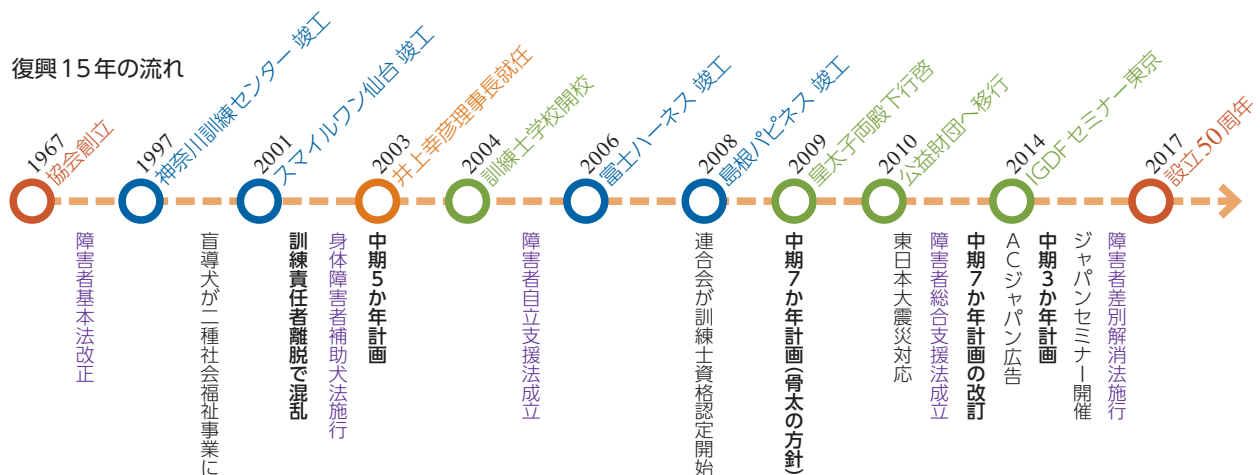 復興15年の流れ
1967
協会創立
1997
神奈川訓練センター 竣工
2001
スマイルワン仙台 竣工
2003
井上幸彦理事長就任
2004
訓練士学校開校
2006
富士ハーネス 竣工
2008
島根パピネス 竣工
2009
皇太子両殿下行啓
2010
公益財団へ移行
2014
IGDFセミナー東京
2017
設立50周年
障害者基本法改正
盲導犬が二種社会福祉事業に
訓練責任者離脱で混乱
身体障害者補助犬法施行
中期5か年計画
障害者自立支援法成立
連合会が訓練士資格認定開始
中期7か年計画(骨太の方針)
東日本大震災対応
障害者総合支援法成立
中期7か年計画の改訂
ACジャパン広告
中期3か年計画
ジャパンセミナー開催
障害者差別解消法施行